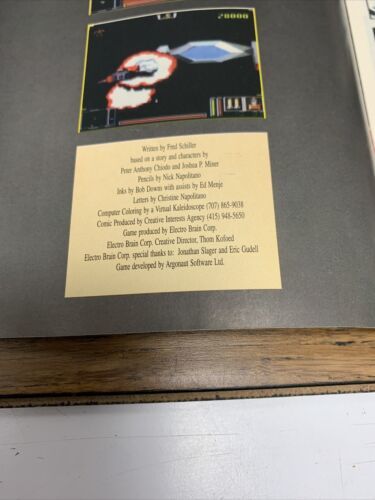 28000
Written by Fred Schiller
based on a story and characters by
Peter Anthony Chiodo and Joshua P. Miner
Pencils by Nick Napolitano
Inks by Bob Downs with assists by Ed Menje
Letters by Christine Napolitano
Computer Coloring by a Virtual Kaleidoscope (707) 865-9038
Comic Produced by Creative Interests Agency (415) 948-5650
Game produced by Electro Brain Corp.
Electro Brain Corp. Creative Director, Thom Kofoed
Electro Brain Corp. special thanks to: Jonathan Slager and Eric Gudell
Game developed by Argonaut Software Ltd.